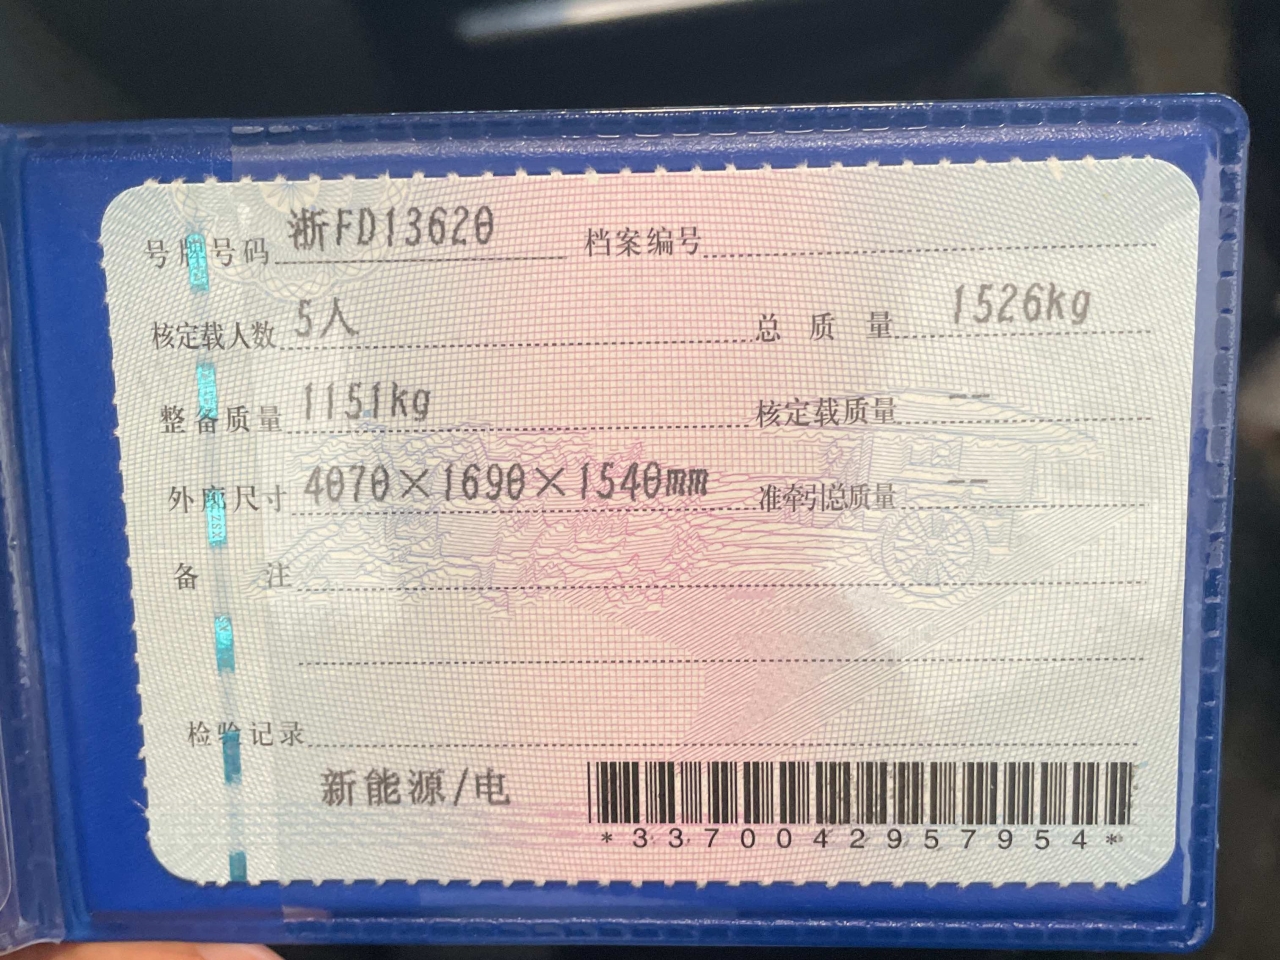 号牌号码 浙FD13620 档案编号
核定载人数 5人 总质量 1526kg
整备质量 1151kg 核定载质量 --
外廓尺寸 4070×1690×1540mm 准牵引总质量 --
备注
检验记录
新能源/电
*3370042957954*